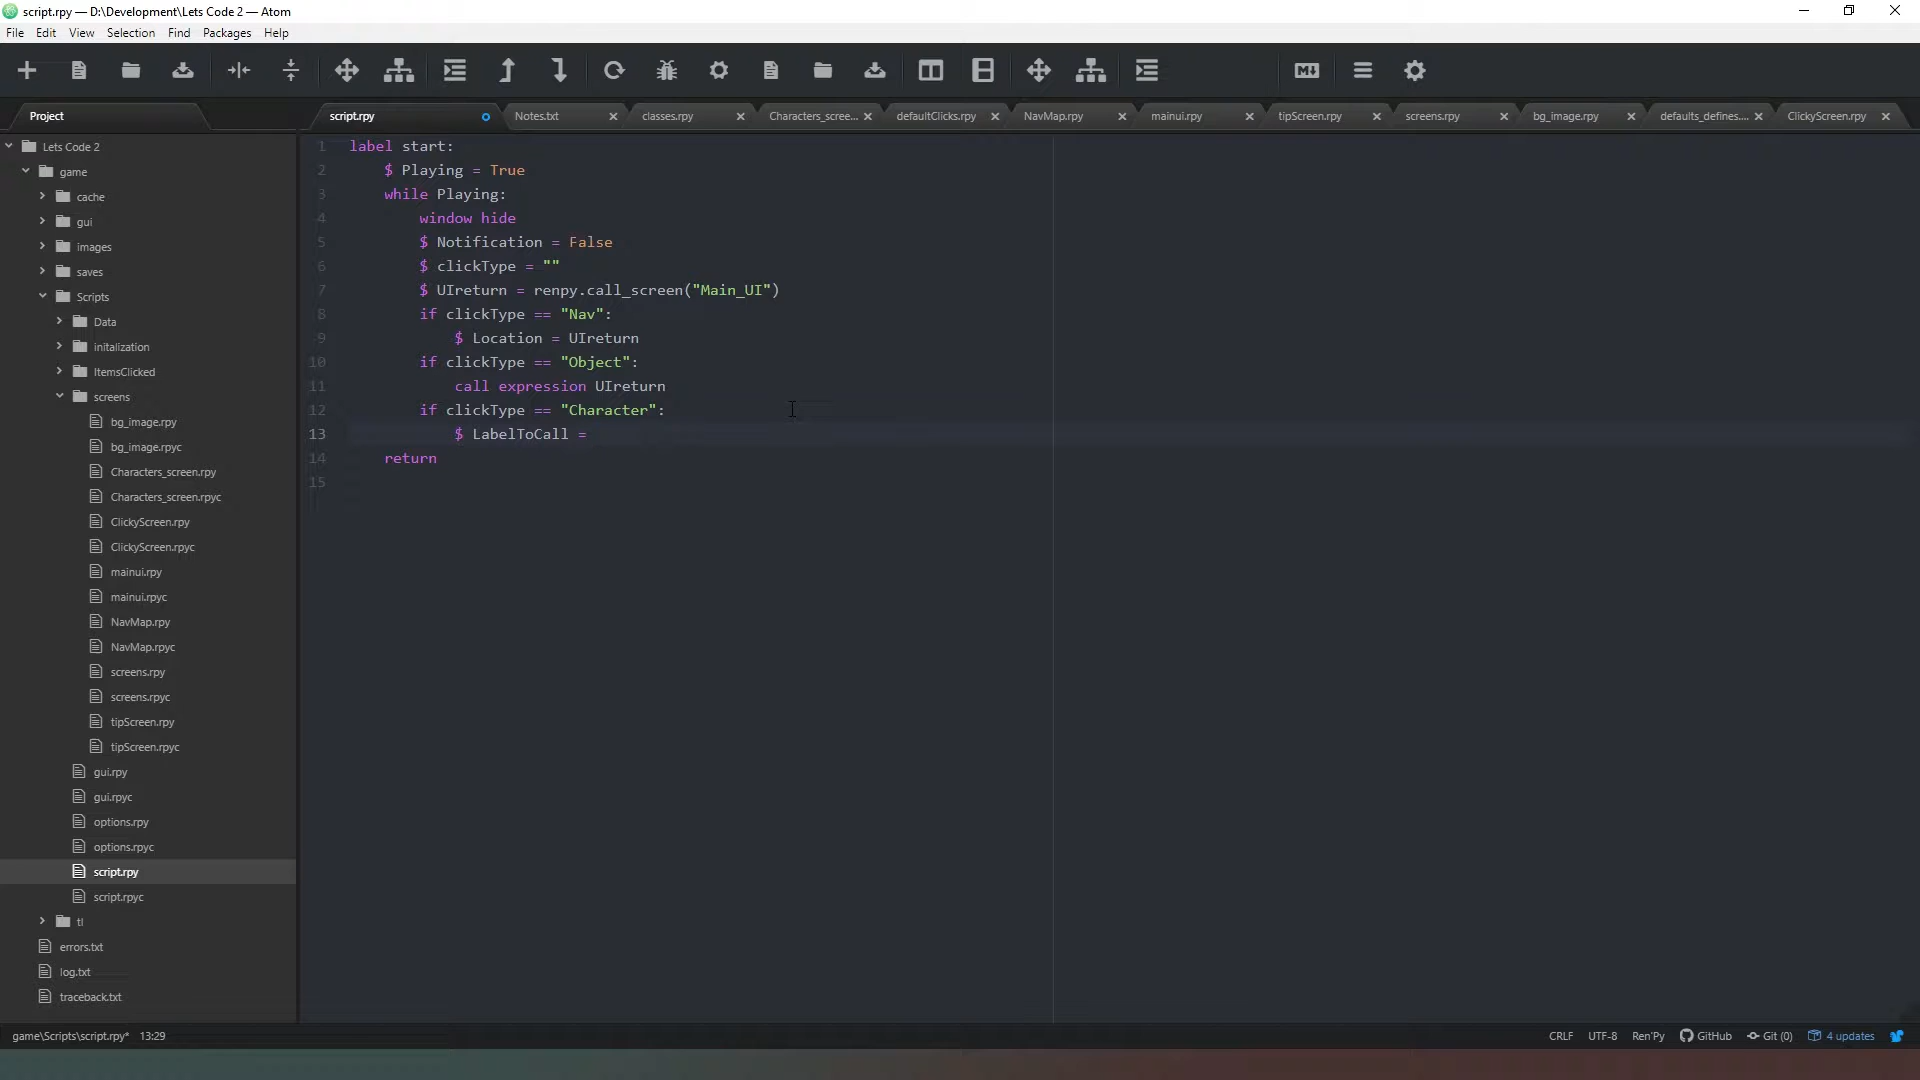 script.rpy — D:\Development\Lets Code 2 — Atom
File Edit View Selection Find Packages Help
Project
script.rpy Notes.txt classes.rpy Characters_scree... defaultClicks.rpy NavMap.rpy mainui.rpy tipScreen.rpy screens.rpy bg_image.rpy defaults_defines.... ClickyScreen.rpy
Lets Code 2
game
cache
gui
images
saves
Scripts
Data
initalization
ItemsClicked
screens
bg_image.rpy
bg_image.rpyc
Characters_screen.rpy
Characters_screen.rpyc
ClickyScreen.rpy
ClickyScreen.rpyc
mainui.rpy
mainui.rpyc
NavMap.rpy
NavMap.rpyc
screens.rpy
screens.rpyc
tipScreen.rpy
tipScreen.rpyc
gui.rpy
gui.rpyc
options.rpy
options.rpyc
script.rpy
script.rpyc
tl
errors.txt
log.txt
traceback.txt
1 label start:
2 $ Playing = True
3 while Playing:
4 window hide
5 $ Notification = False
6 $ clickType = ""
7 $ UIreturn = renpy.call_screen("Main_UI")
8 if clickType == "Nav":
9 $ Location = UIreturn
10 if clickType == "Object":
11 call expression UIreturn
12 if clickType == "Character":
13 $ LabelToCall =
14 return
15
game\Scripts\script.rpy* 13:29 CRLF UTF-8 Ren'Py GitHub Git (0) 4 updates